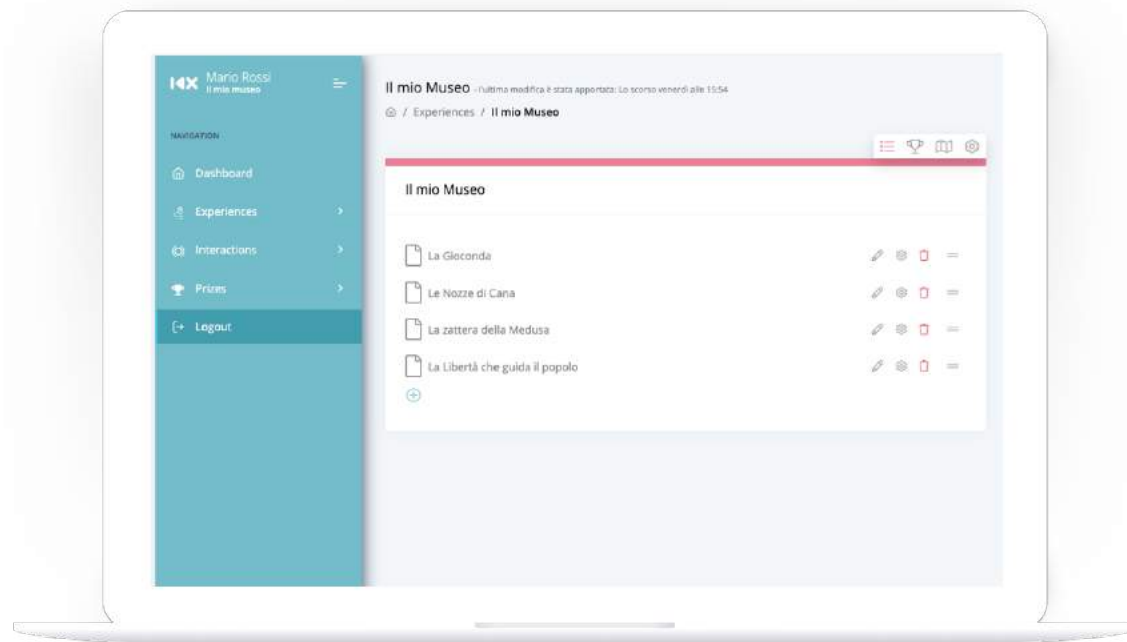 Mario Rossi
Il mio museo
NAVIGATION
Dashboard
Experiences
Interactions
Prizes
Logout
Il mio Museo - l'ultima modifica è stata apportata: Lo scorso venerdì alle 15:54
/ Experiences / Il mio Museo
Il mio Museo
La Gioconda
Le Nozze di Cana
La zattera della Medusa
La Libertà che guida il popolo